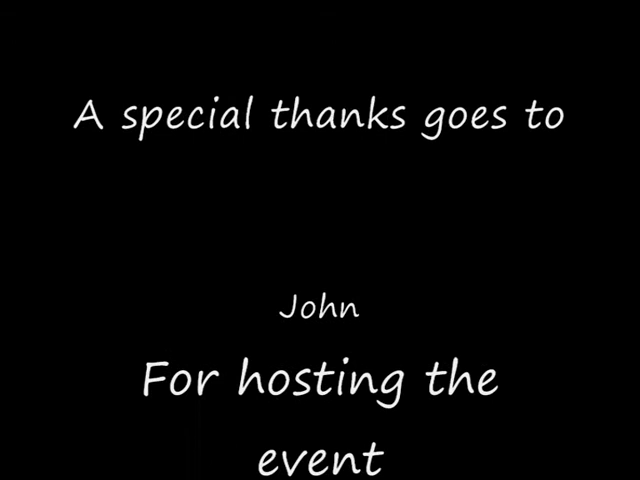 A special thanks goes to
John
For hosting the
event